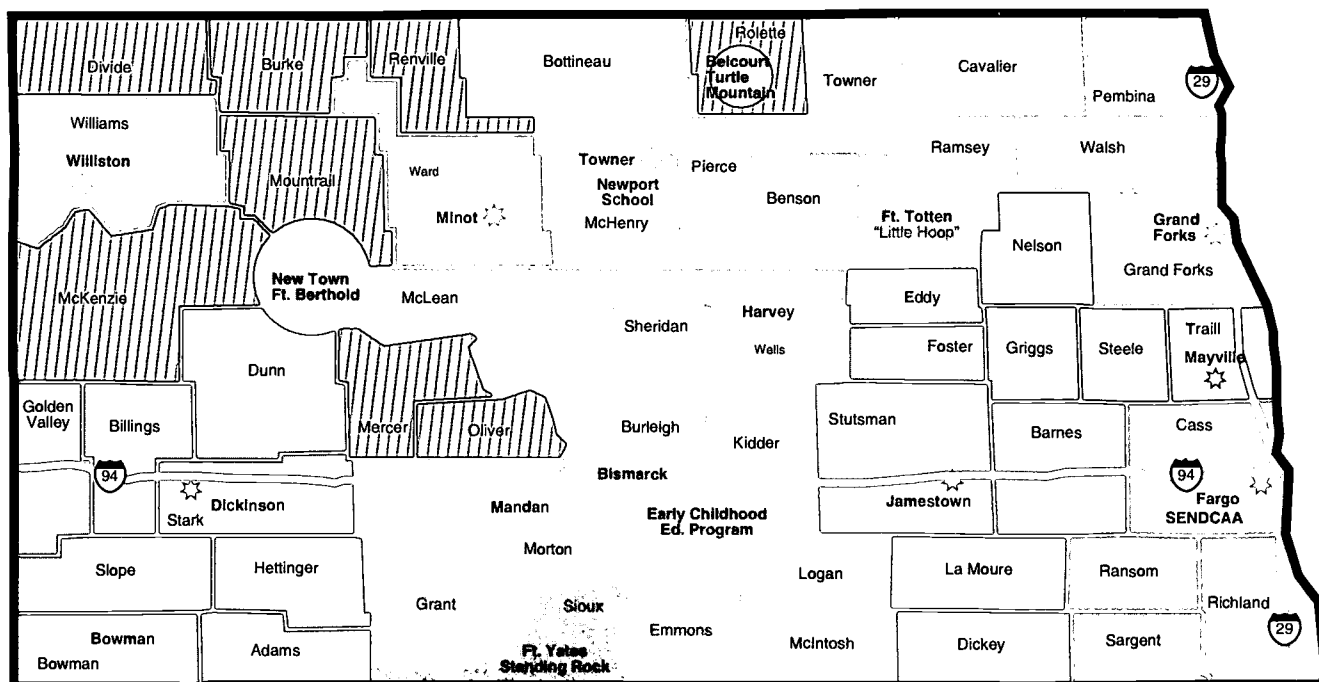 Divide
Burke
Renville
Bottineau
Rolette
Belcourt
Turtle
Mountain
Towner
Cavalier
29
Pembina
Williams
Williston
Mountrail
Ward
Minot
Towner
Newport
School
McHenry
Pierce
Benson
Ramsey
Walsh
Ft. Totten
"Little Hoop"
Nelson
Grand
Forks
Grand Forks
McKenzie
New Town
Ft. Berthold
McLean
Sheridan
Harvey
Wells
Eddy
Foster
Griggs
Steele
Traill
Mayville
Golden
Valley
Billings
Dunn
Mercer
Oliver
Burleigh
Kidder
Stutsman
Barnes
Cass
94
Dickinson
Stark
Mandan
Bismarck
Early Childhood
Ed. Program
Jamestown
94
Fargo
SENDCAA
Slope
Hettinger
Morton
Grant
Sioux
Emmons
Logan
La Moure
Ransom
Richland
29
Bowman
Bowman
Adams
Ft. Yates
Standing Rock
McIntosh
Dickey
Sargent